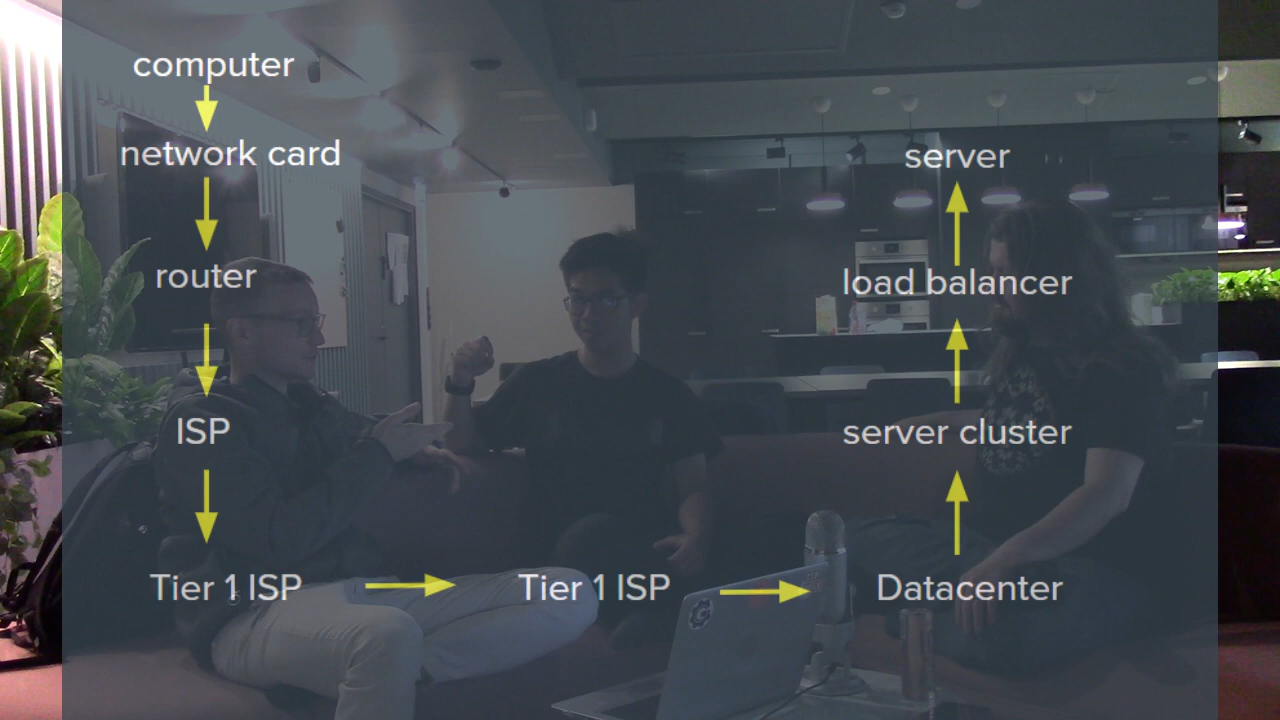 computer
network card
router
ISP
Tier 1 ISP
Tier 1 ISP
Datacenter
server cluster
load balancer
server